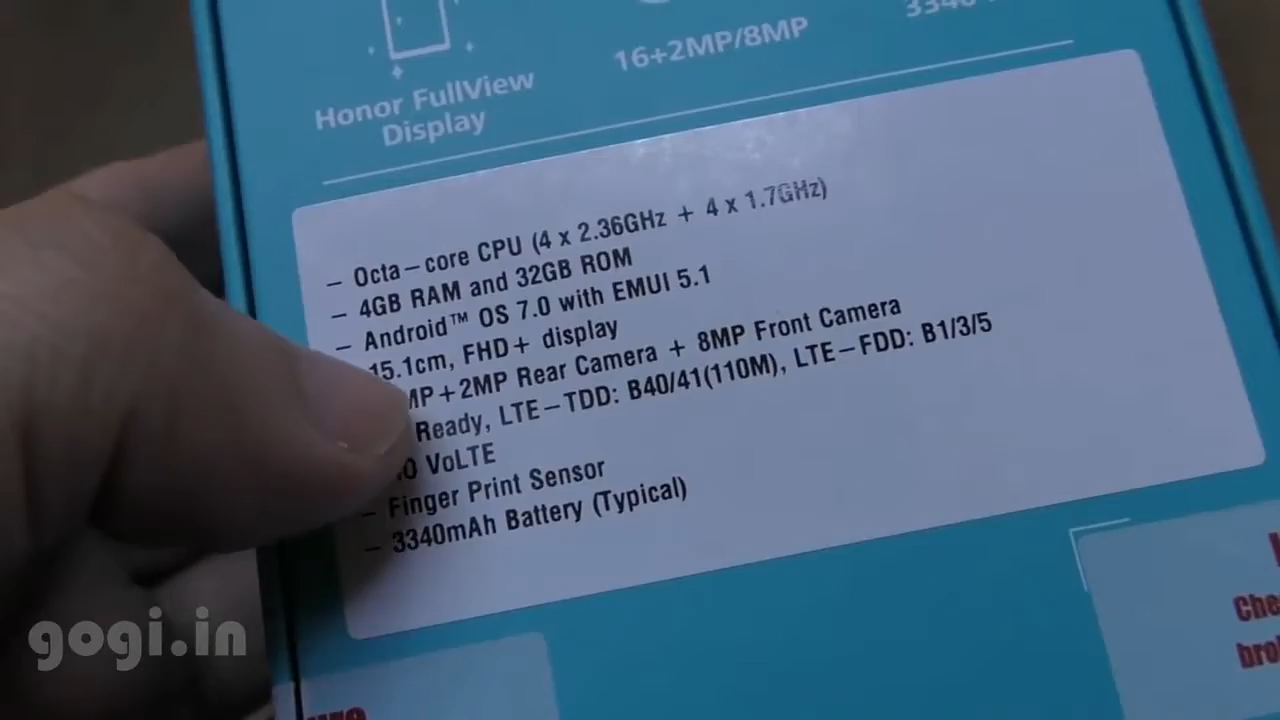 Honor FullView
Display
16+2MP/8MP
3340
– Octa–core CPU (4 x 2.36GHz + 4 x 1.7GHz)
– 4GB RAM and 32GB ROM
– Android™ OS 7.0 with EMUI 5.1
15.1cm, FHD+ display
MP+2MP Rear Camera + 8MP Front Camera
Ready, LTE–TDD: B40/41(110M), LTE–FDD: B1/3/5
VoLTE
– Finger Print Sensor
– 3340mAh Battery (Typical)
gogi.in